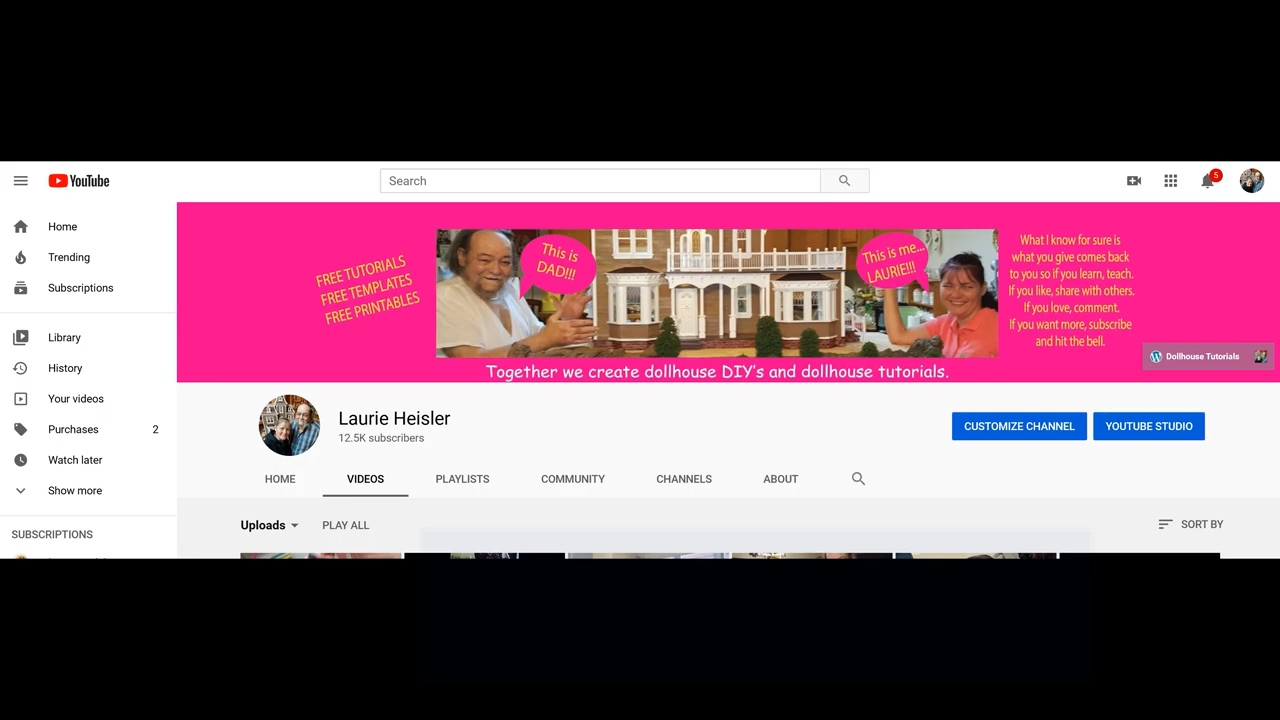 YouTube
Search
5
Home
Trending
Subscriptions
Library
History
Your videos
Purchases 2
Watch later
Show more
SUBSCRIPTIONS
FREE TUTORIALS
FREE TEMPLATES
FREE PRINTABLES
This is
DAD!!!
This is me...
LAURIE!!!
Together we create dollhouse DIY's and dollhouse tutorials.
What I know for sure is
what you give comes back
to you so if you learn, teach.
If you like, share with others.
If you love, comment.
If you want more, subscribe
and hit the bell.
Dollhouse Tutorials
Laurie Heisler
12.5K subscribers
CUSTOMIZE CHANNEL
YOUTUBE STUDIO
HOME VIDEOS PLAYLISTS COMMUNITY CHANNELS ABOUT
Uploads PLAY ALL SORT BY